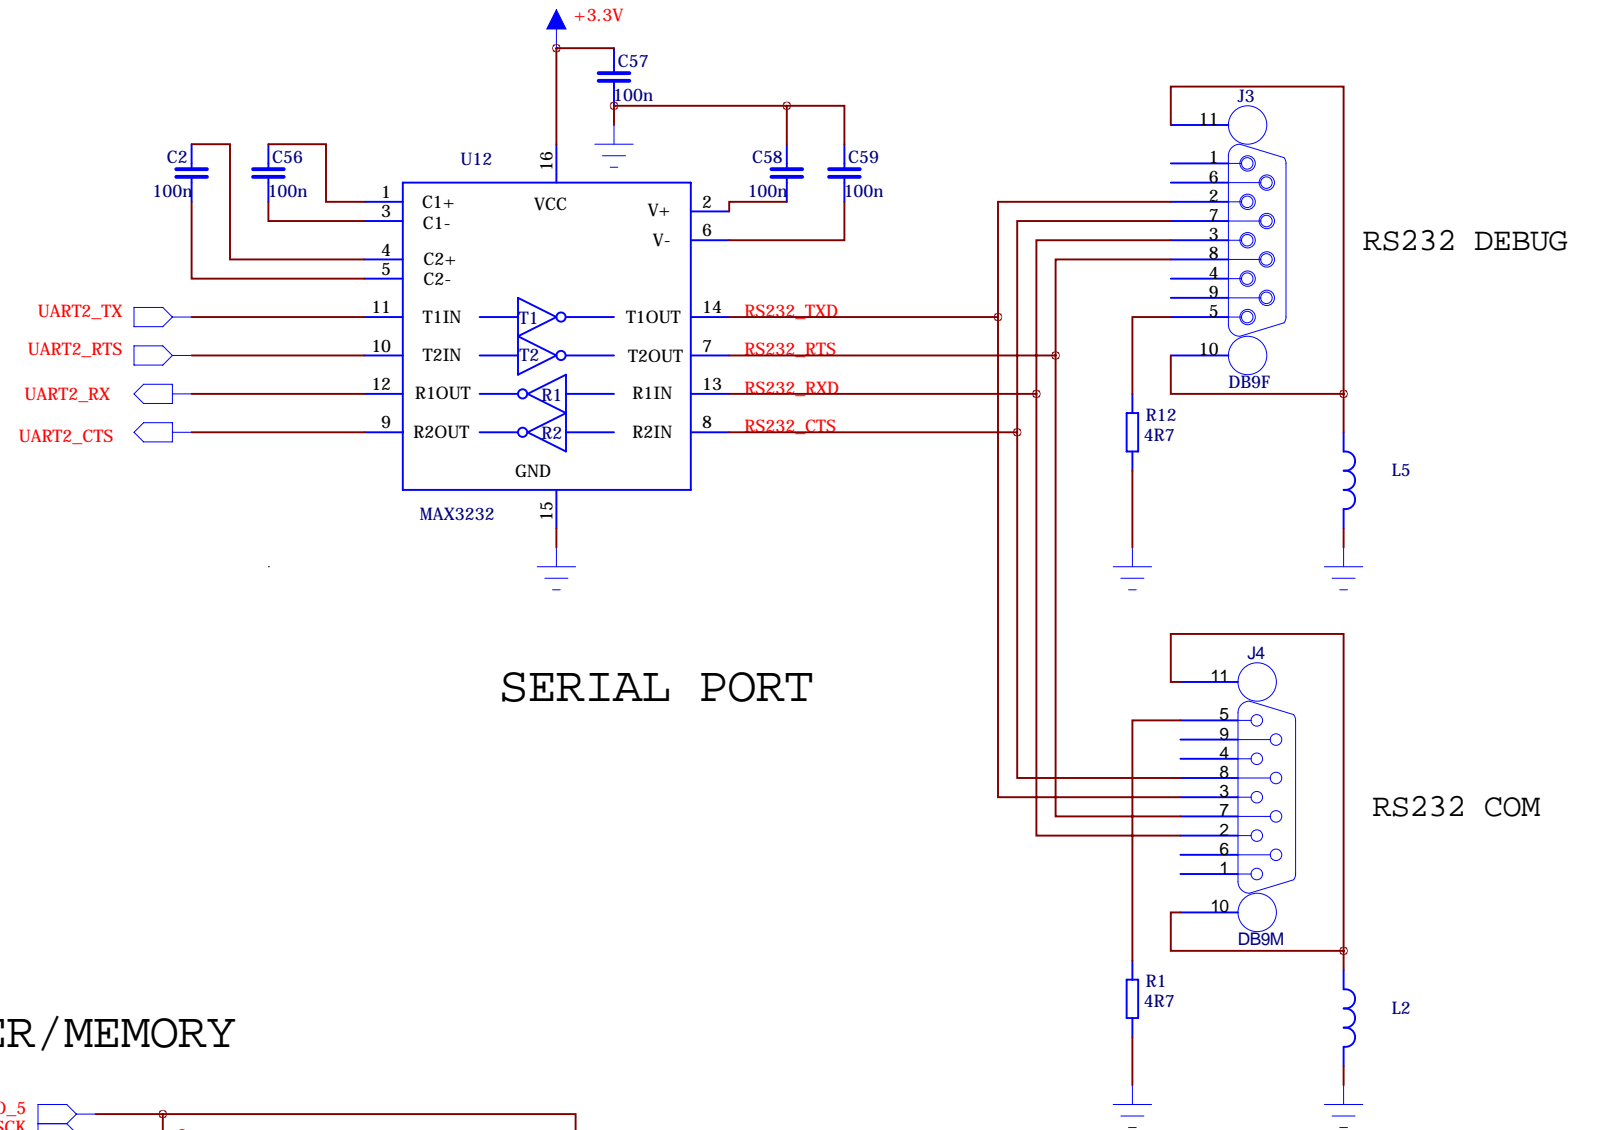 +3.3V
C57
100n
C2
100n
C56
100n
U12
16
C58
100n
C59
100n
1
3
4
5
C1+
C1-
C2+
C2-
VCC
V+
V-
2
6
UART2_TX
11
T1IN
T1
T1OUT
14
RS232_TXD
UART2_RTS
10
T2IN
T2
T2OUT
7
RS232_RTS
UART2_RX
12
R1OUT
R1
R1IN
13
RS232_RXD
UART2_CTS
9
R2OUT
R2
R2IN
8
RS232_CTS
GND
MAX3232
15
J3
11
1
6
2
7
3
8
4
9
5
10
DB9F
RS232 DEBUG
R12
4R7
L5
SERIAL PORT
J4
11
5
9
4
8
3
7
2
6
1
10
DB9M
RS232 COM
R1
4R7
L2
ER/MEMORY
_5
SCK